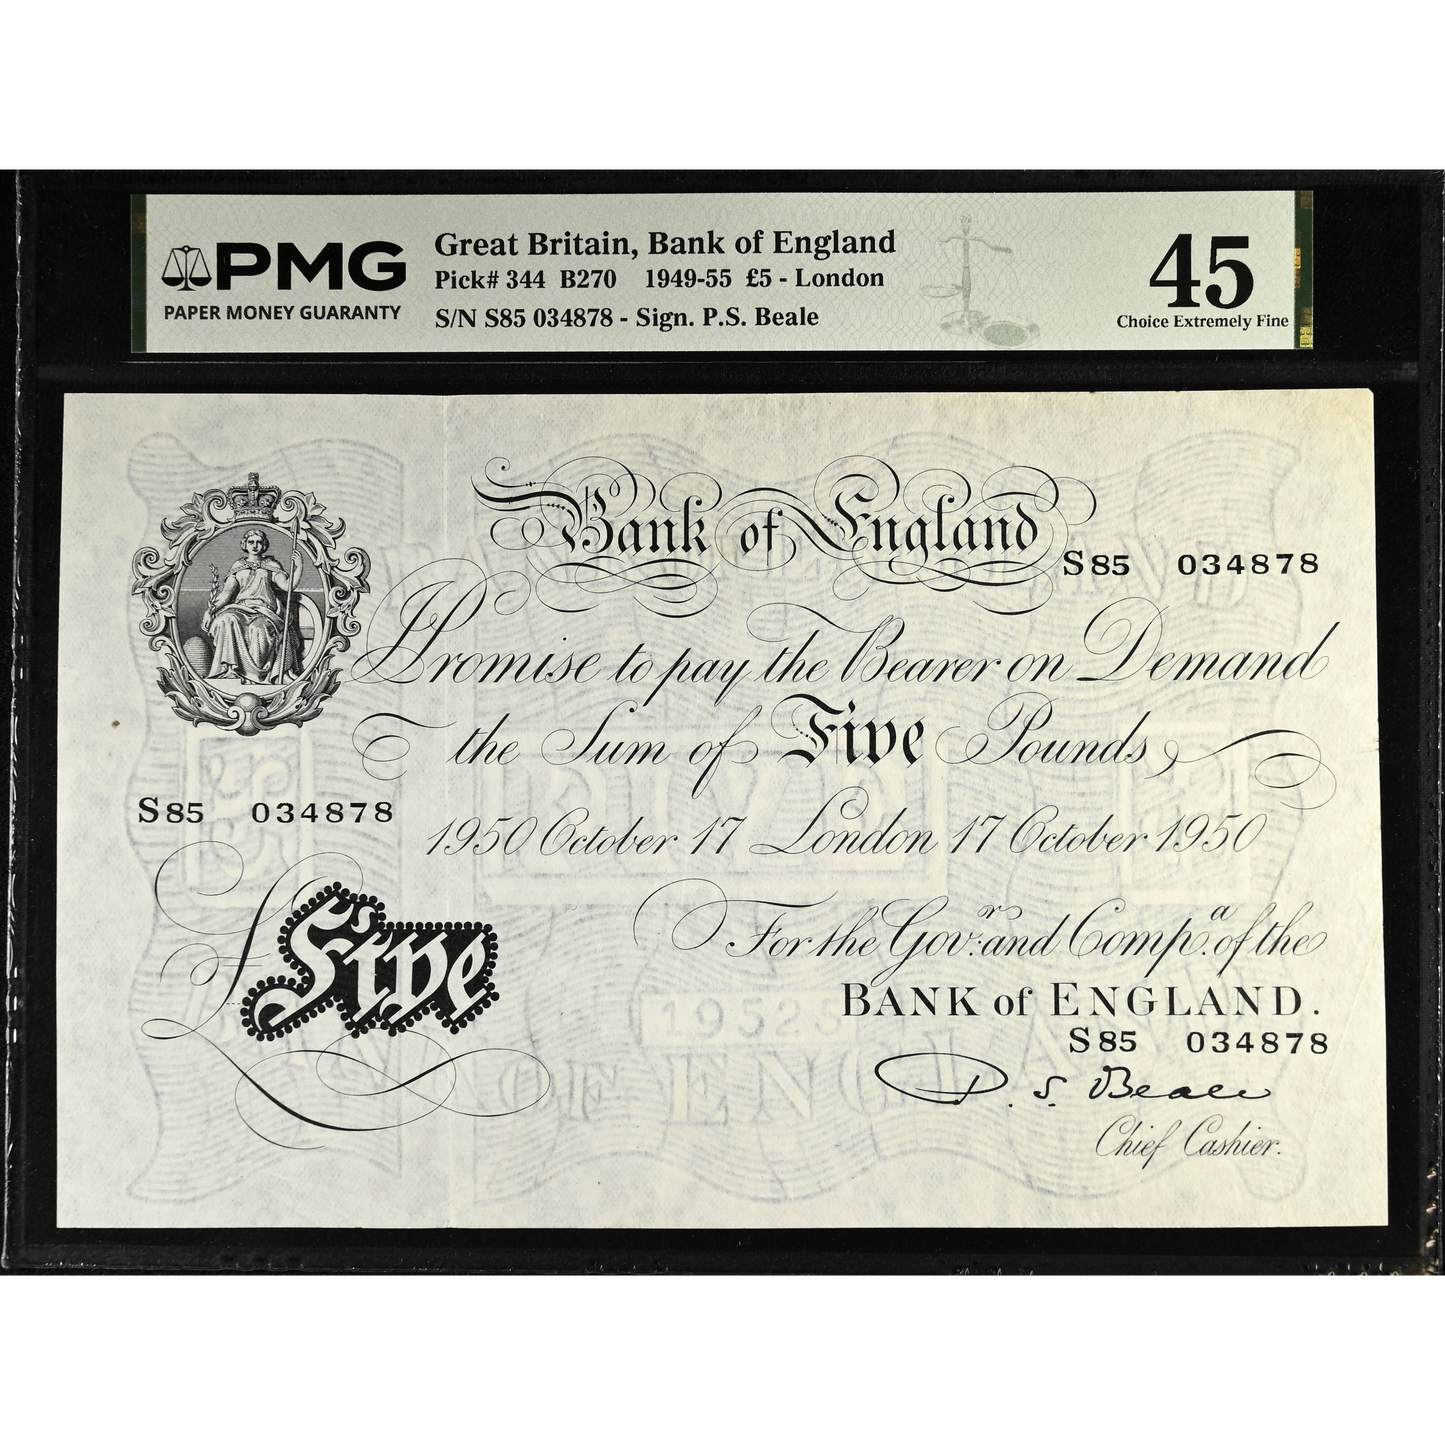 PMG
PAPER MONEY GUARANTY
Great Britain, Bank of England
Pick# 344 B270 1949-55 £5 - London
S/N S85 034878 - Sign. P.S. Beale
45
Choice Extremely Fine
Bank of England
S85 034878
I Promise to pay the Bearer on Demand
the Sum of Five Pounds
S85 034878
1950 October 17 London 17 October 1950
For the Gov.r and Comp.a of the
BANK of ENGLAND.
£Five
S85 034878
P. S. Beale
Chief Cashier.